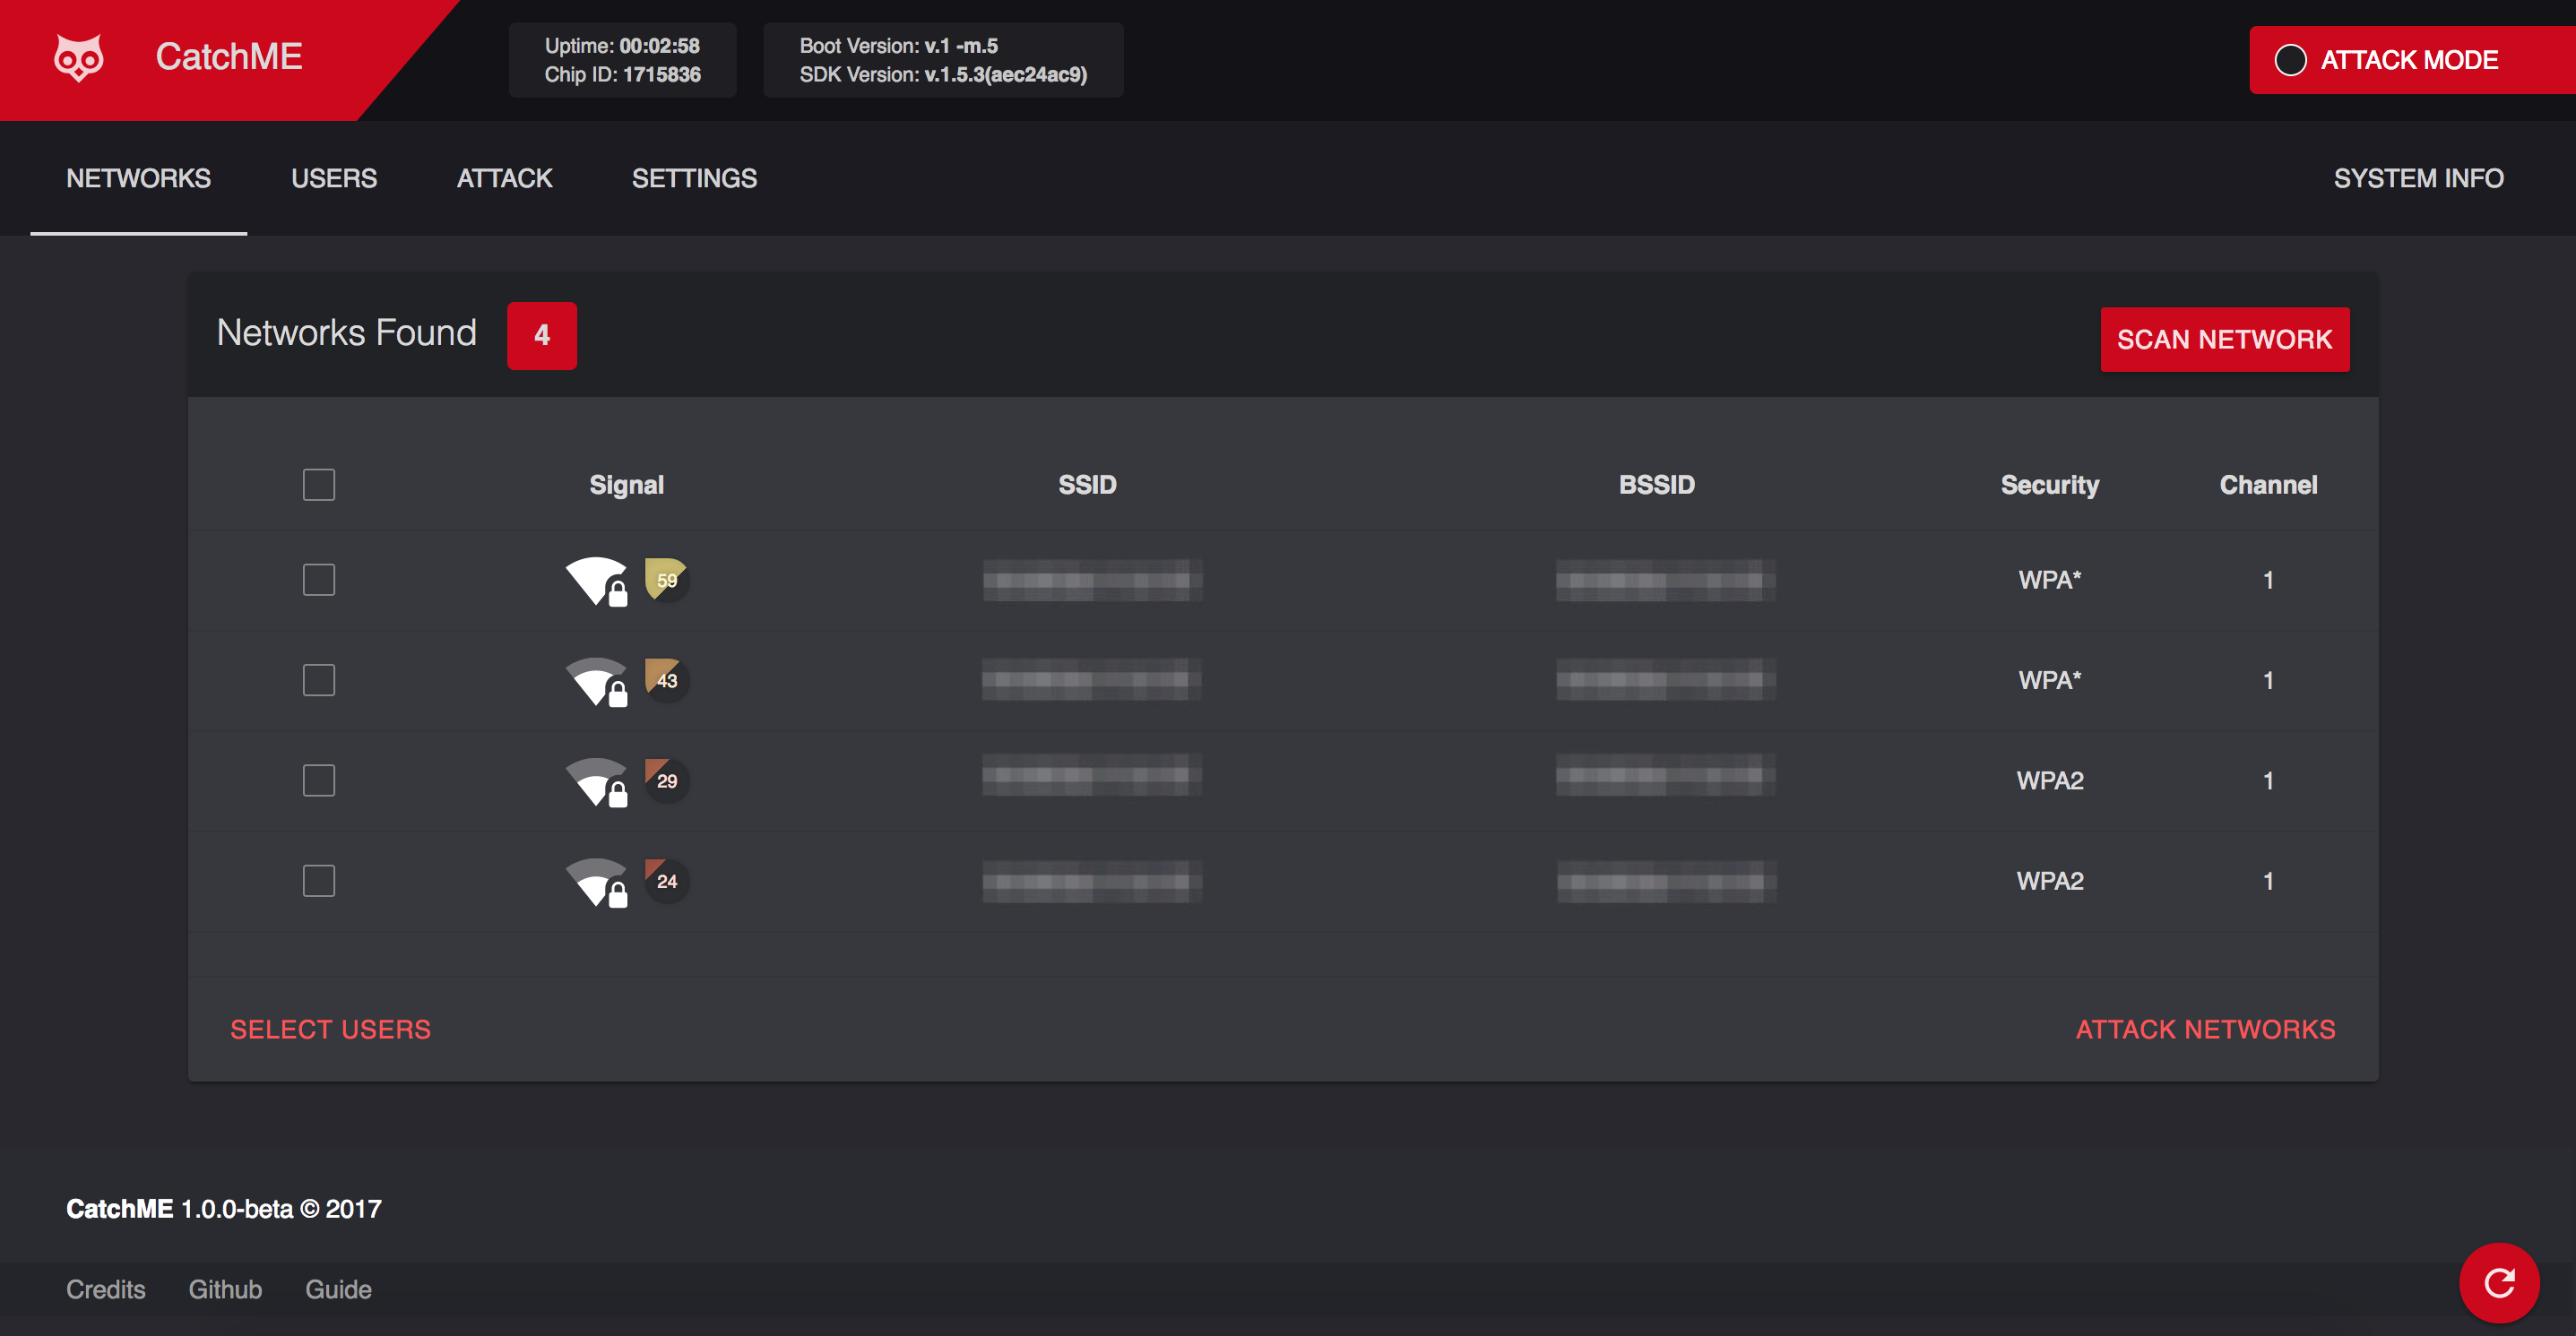 CatchME
Uptime: 00:02:58
Chip ID: 1715836
Boot Version: v.1 -m.5
SDK Version: v.1.5.3(aec24ac9)
ATTACK MODE
NETWORKS USERS ATTACK SETTINGS SYSTEM INFO
Networks Found 4
SCAN NETWORK
Signal SSID BSSID Security Channel
59 WPA* 1
43 WPA* 1
29 WPA2 1
24 WPA2 1
SELECT USERS ATTACK NETWORKS
CatchME 1.0.0-beta © 2017
Credits Github Guide